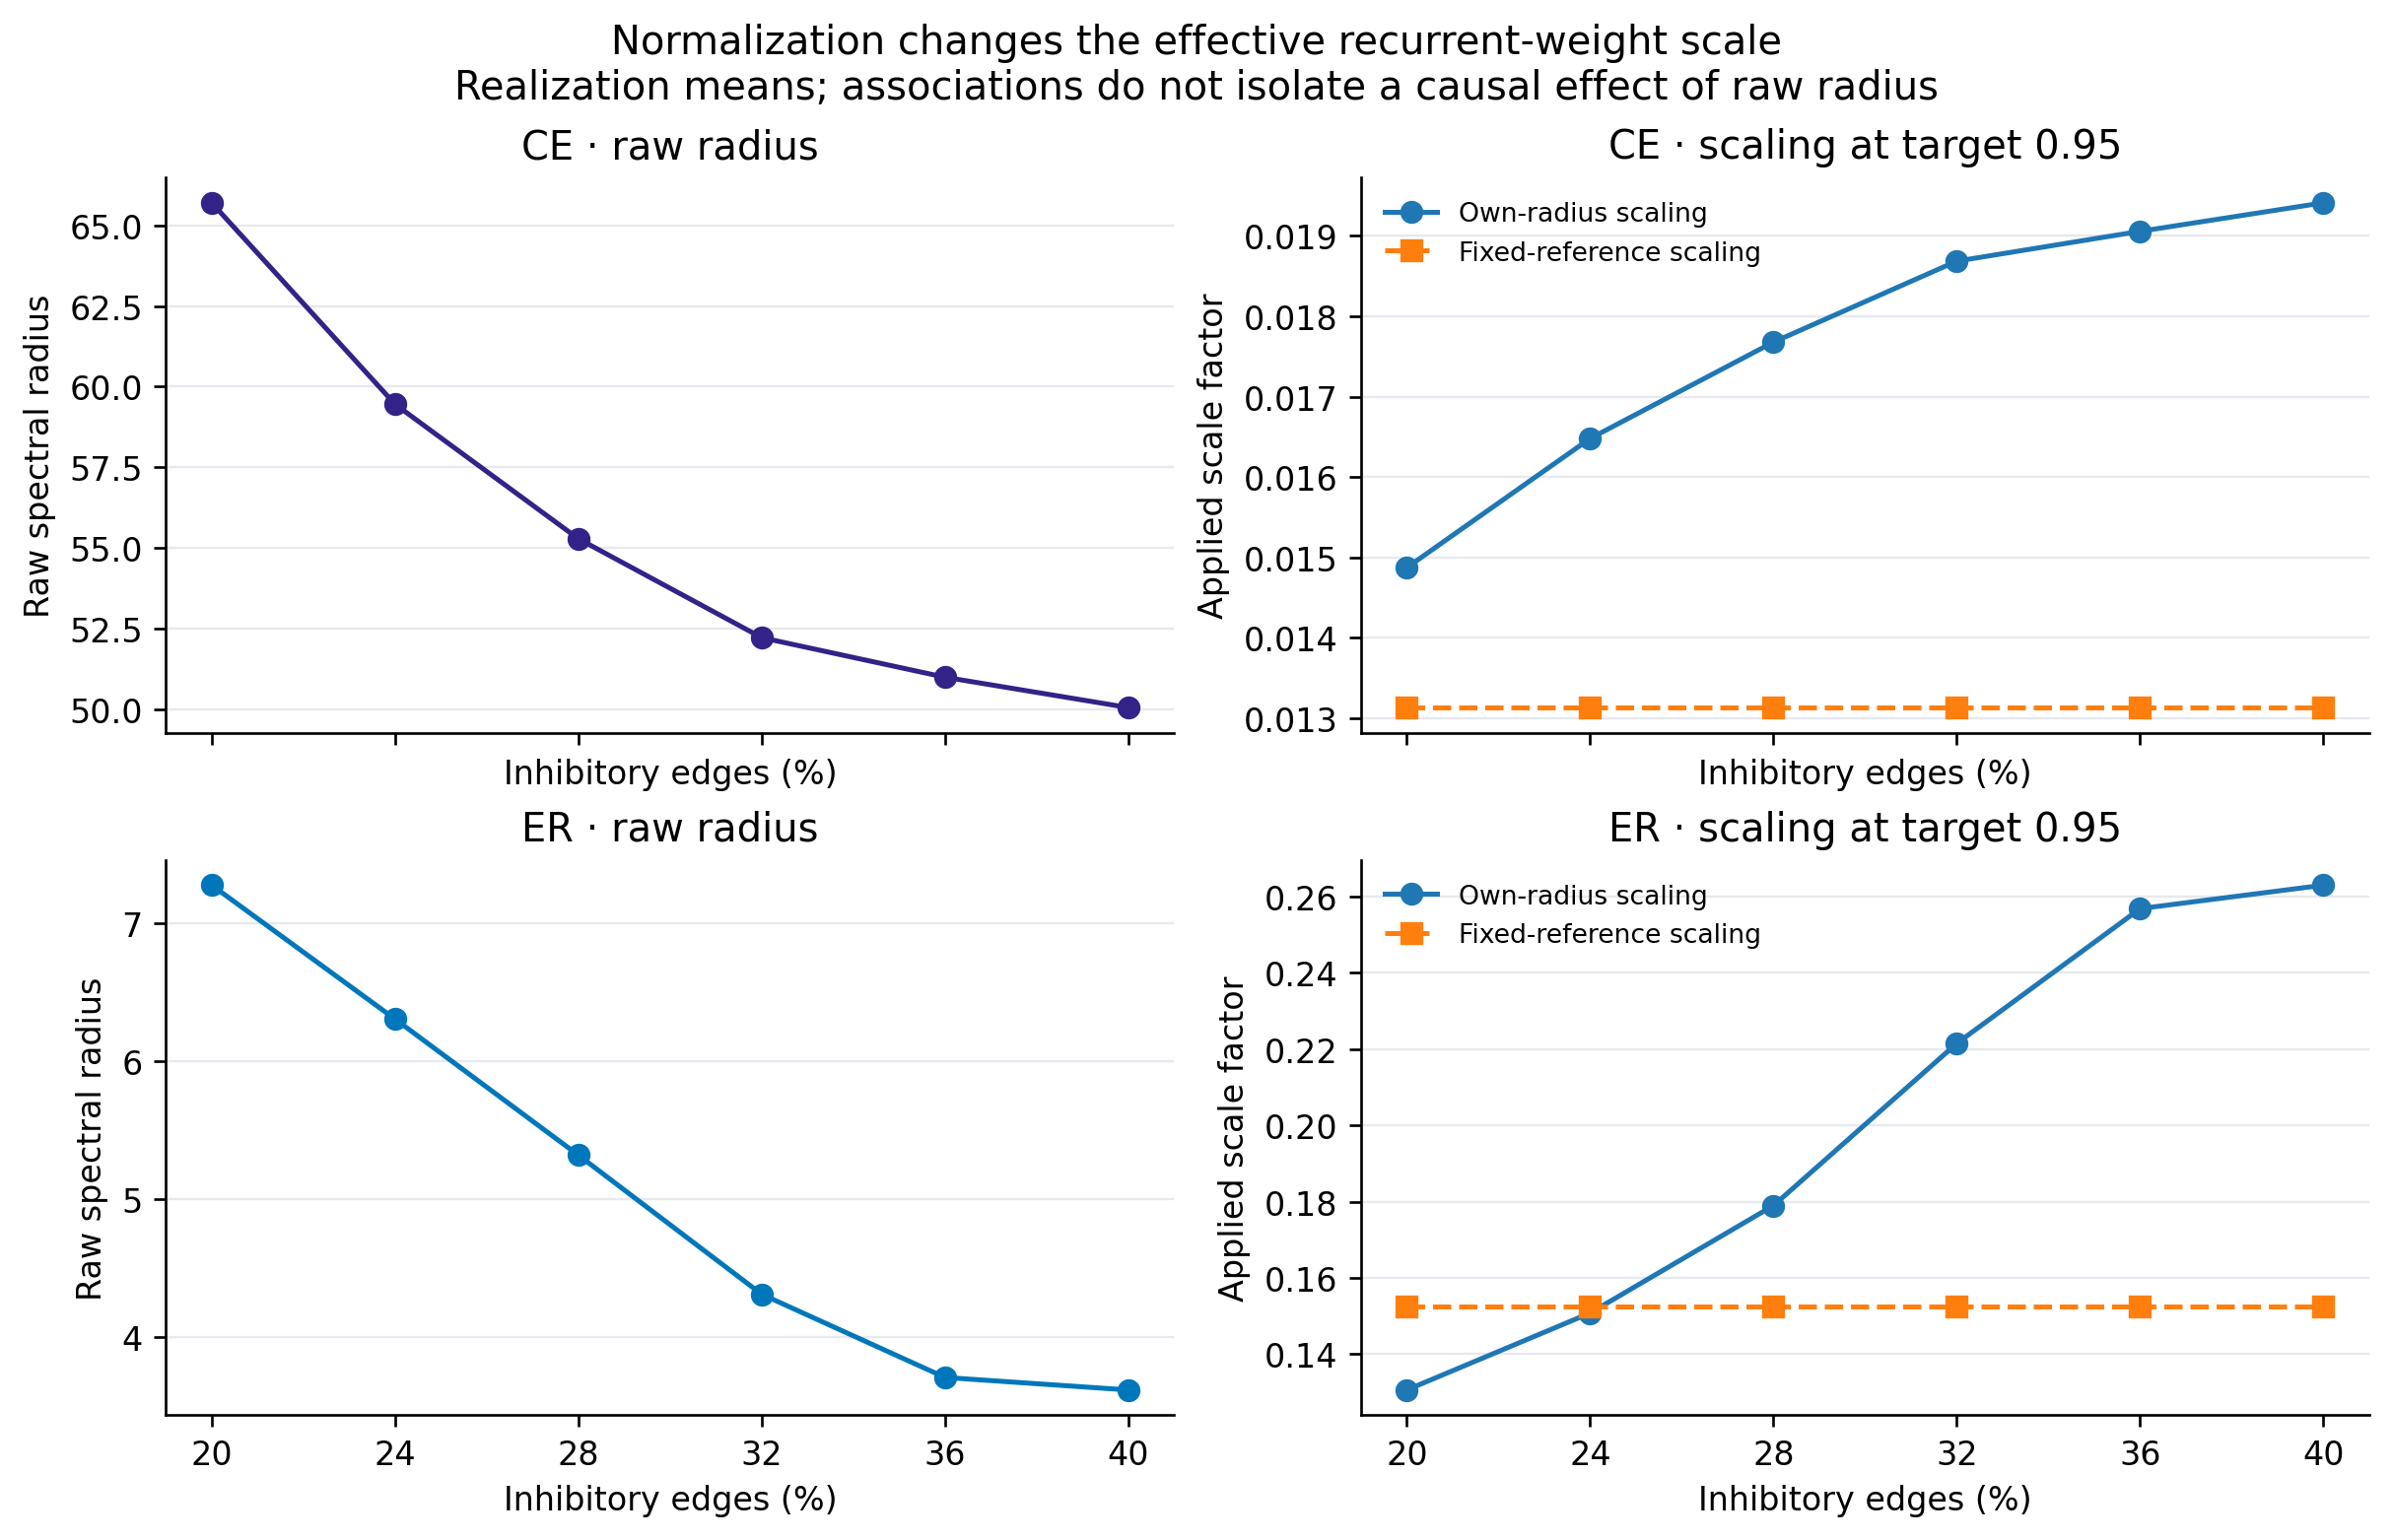 Normalization changes the effective recurrent-weight scale
Realization means; associations do not isolate a causal effect of raw radius
CE · raw radius
Raw spectral radius
65.0
62.5
60.0
57.5
55.0
52.5
50.0
Inhibitory edges (%)
CE · scaling at target 0.95
Own-radius scaling
Fixed-reference scaling
Applied scale factor
0.019
0.018
0.017
0.016
0.015
0.014
0.013
Inhibitory edges (%)
ER · raw radius
Raw spectral radius
7
6
5
4
20 24 28 32 36 40
Inhibitory edges (%)
ER · scaling at target 0.95
Own-radius scaling
Fixed-reference scaling
Applied scale factor
0.26
0.24
0.22
0.20
0.18
0.16
0.14
20 24 28 32 36 40
Inhibitory edges (%)